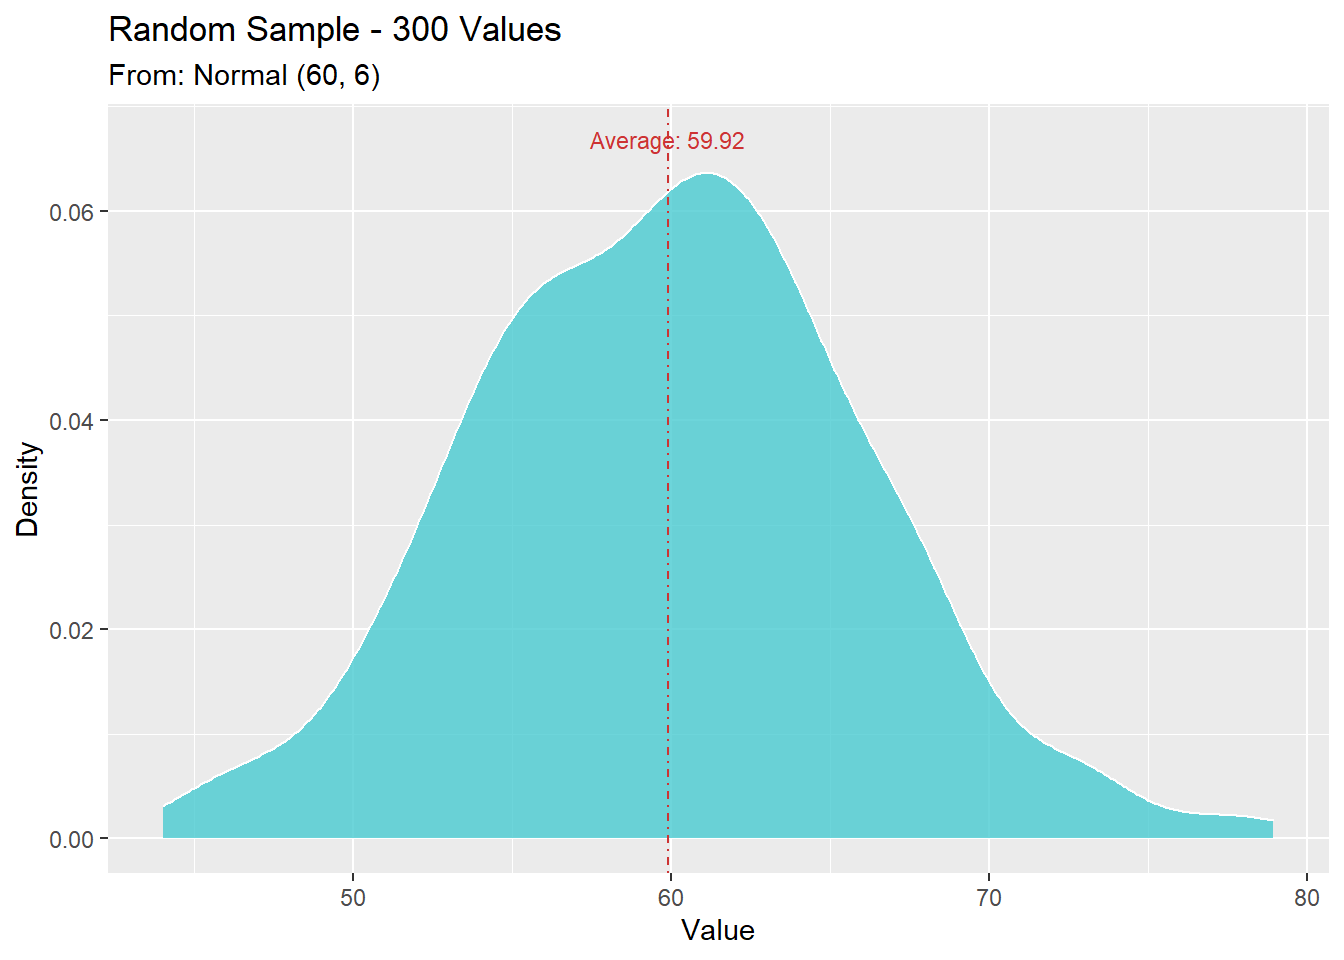 Random Sample - 300 Values
From: Normal (60, 6)
Average: 59.92
0.06
0.04
0.02
0.00
Density
50 60 70 80
Value